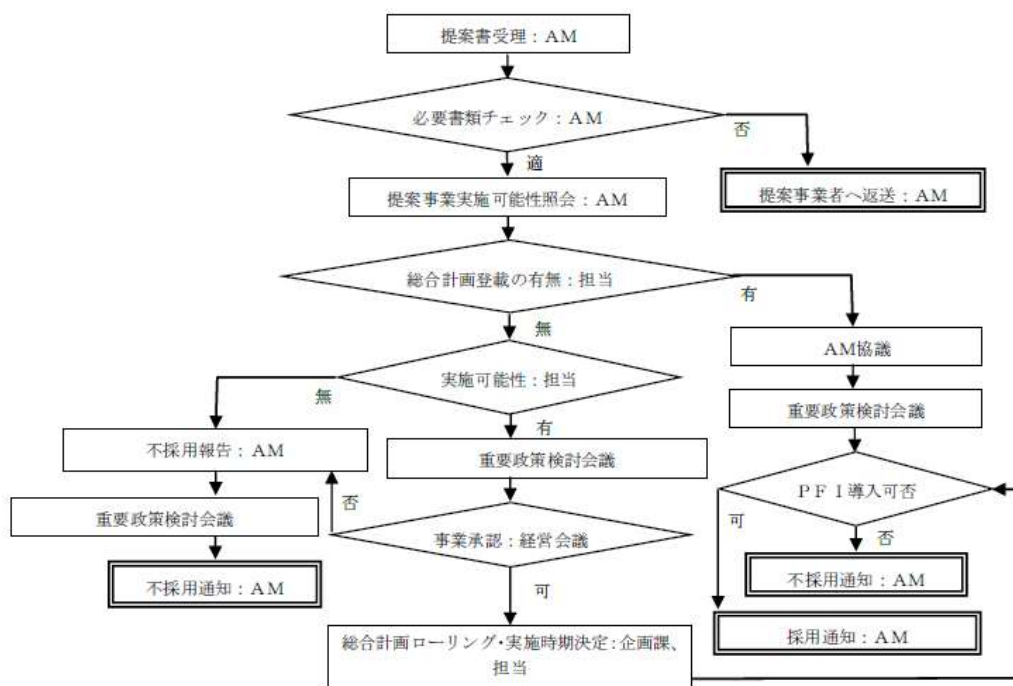 提案書受理：ＡＭ
必要書類チェック：ＡＭ
否
適
提案事業者へ返送：ＡＭ
提案事業実施可能性照会：ＡＭ
総合計画登載の有無：担当
有
無
ＡＭ協議
実施可能性：担当
無
重要政策検討会議
有
不採用報告：ＡＭ
重要政策検討会議
ＰＦＩ導入可否
否
可
重要政策検討会議
事業承認：経営会議
否
不採用通知：ＡＭ
不採用通知：ＡＭ
可
採用通知：ＡＭ
総合計画ローリング・実施時期決定：企画課、
担当